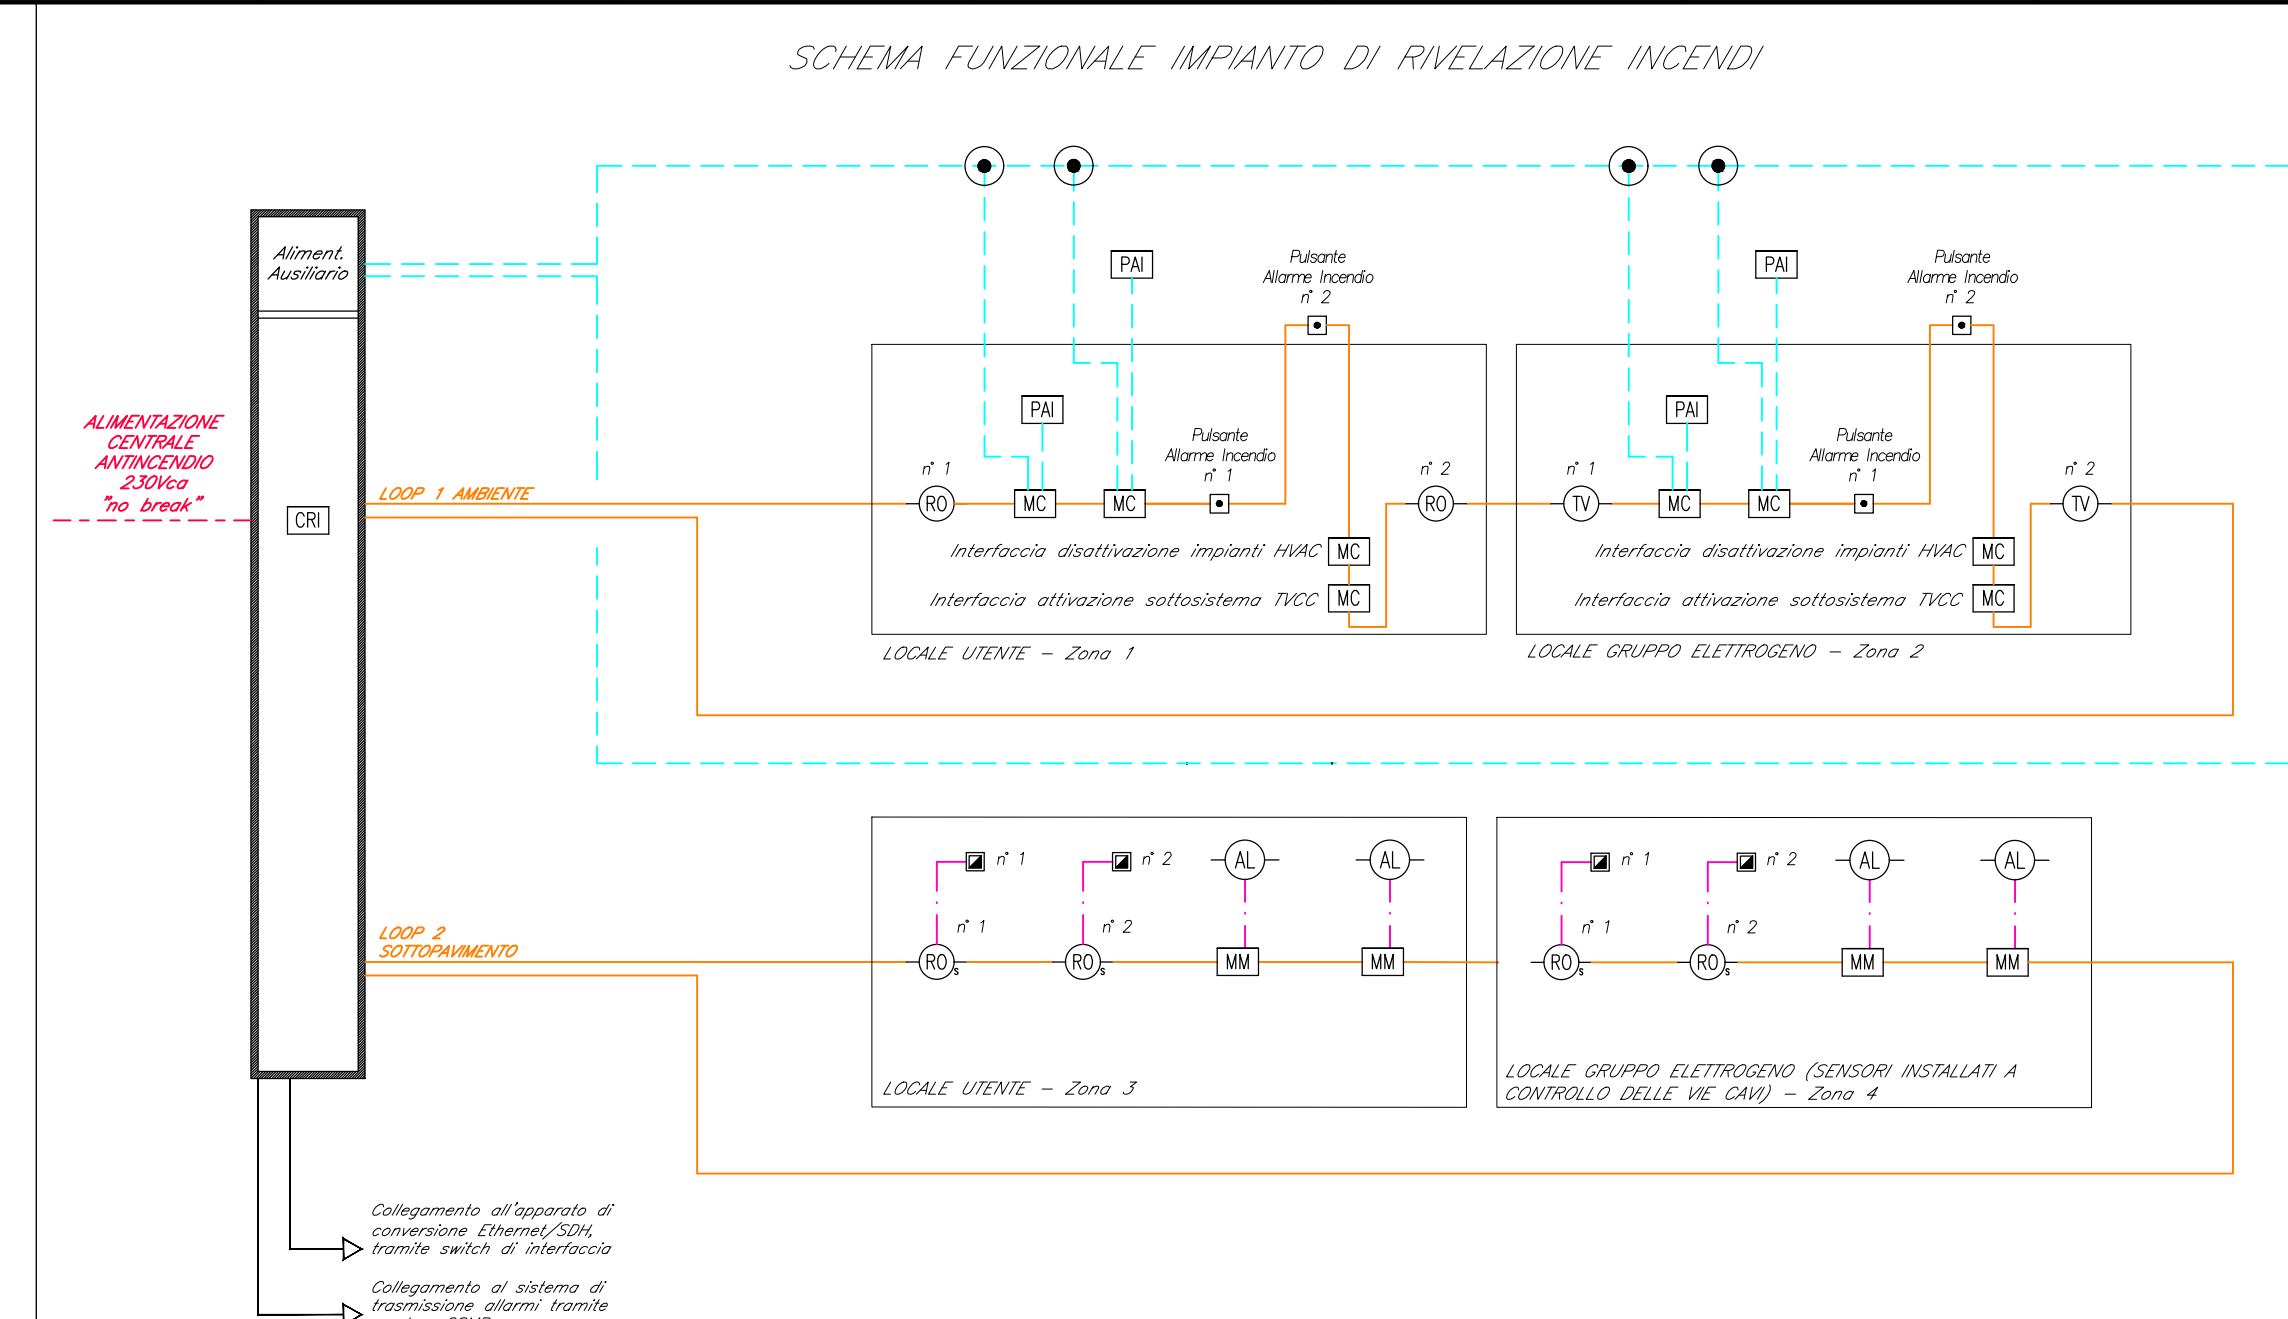 SCHEMA FUNZIONALE IMPIANTO DI RIVELAZIONE INCENDI
Aliment.
Ausiliario
ALIMENTAZIONE
CENTRALE
ANTINCENDIO
230Vca
"no break"
CRI
LOOP 1 AMBIENTE
PAI
Pulsante
Allarme Incendio
n° 2
PAI
Pulsante
Allarme Incendio
n° 1
n° 1
RO
MC
MC
n° 2
RO
Interfaccia disattivazione impianti HVAC
MC
Interfaccia attivazione sottosistema TVCC
MC
LOCALE UTENTE - Zona 1
PAI
Pulsante
Allarme Incendio
n° 2
PAI
Pulsante
Allarme Incendio
n° 1
n° 1
TV
MC
MC
n° 2
TV
Interfaccia disattivazione impianti HVAC
MC
Interfaccia attivazione sottosistema TVCC
MC
LOCALE GRUPPO ELETTROGENO - Zona 2
LOOP 2
SOTTOPAVIMENTO
n° 1
n° 2
AL
AL
n° 1
n° 2
ROs
ROs
MM
MM
LOCALE UTENTE - Zona 3
n° 1
n° 2
AL
AL
n° 1
n° 2
ROs
ROs
MM
MM
LOCALE GRUPPO ELETTROGENO (SENSORI INSTALLATI A
CONTROLLO DELLE VIE CAVI) - Zona 4
Collegamento all'apparato di
conversione Ethernet/SDH,
tramite switch di interfaccia
Collegamento al sistema di
trasmissione allarmi tramite